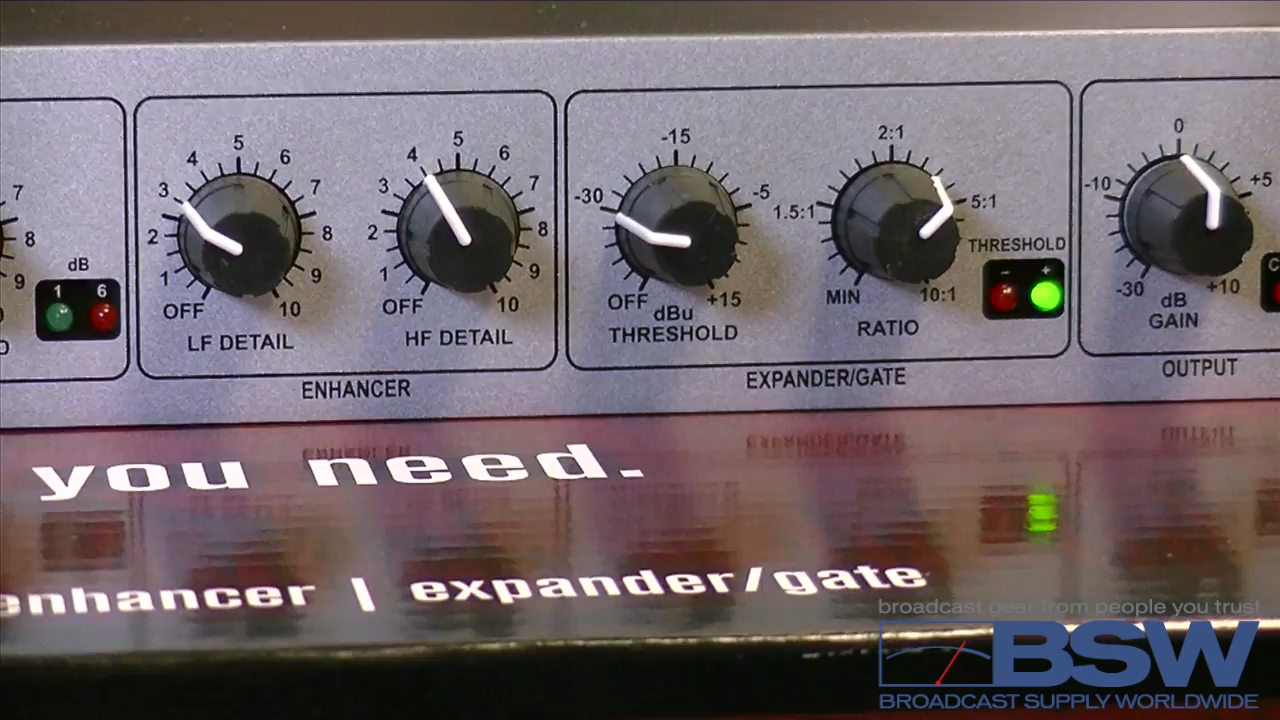 5
4
6
3
7
2
8
1
9
OFF
10
LF DETAIL
5
4
6
3
7
2
8
1
9
OFF
10
HF DETAIL
ENHANCER
7
8
9
dB
1 6
-15
-30
-5
OFF
+15
dBu
THRESHOLD
2:1
1.5:1
5:1
MIN
10:1
RATIO
THRESHOLD
- +
EXPANDER/GATE
0
-10
+5
-30
+10
dB
GAIN
OUTPUT
you need.
enhancer | expander/gate
broadcast gear from people you trust
BSW
BROADCAST SUPPLY WORLDWIDE